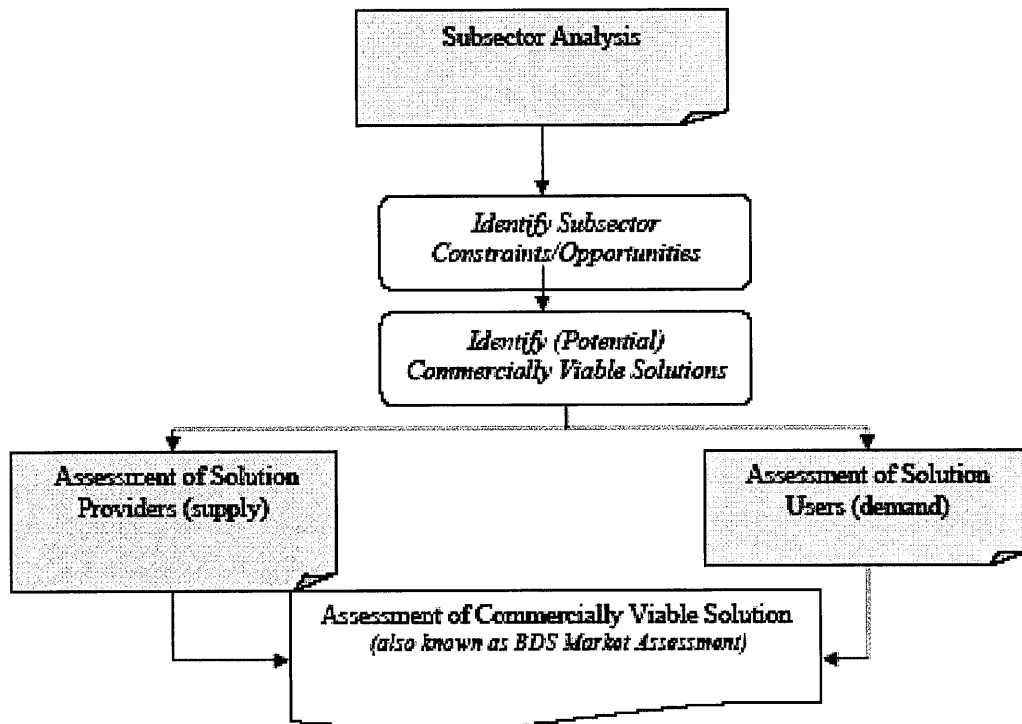 Subsector Analysis
Identify Subsector
Constraints/Opportunities
Identify (Potential)
Commercially Viable Solutions
Assessment of Solution
Providers (supply)
Assessment of Solution
Users (demand)
Assessment of Commercially Viable Solution
(also known as BDS Market Assessment)